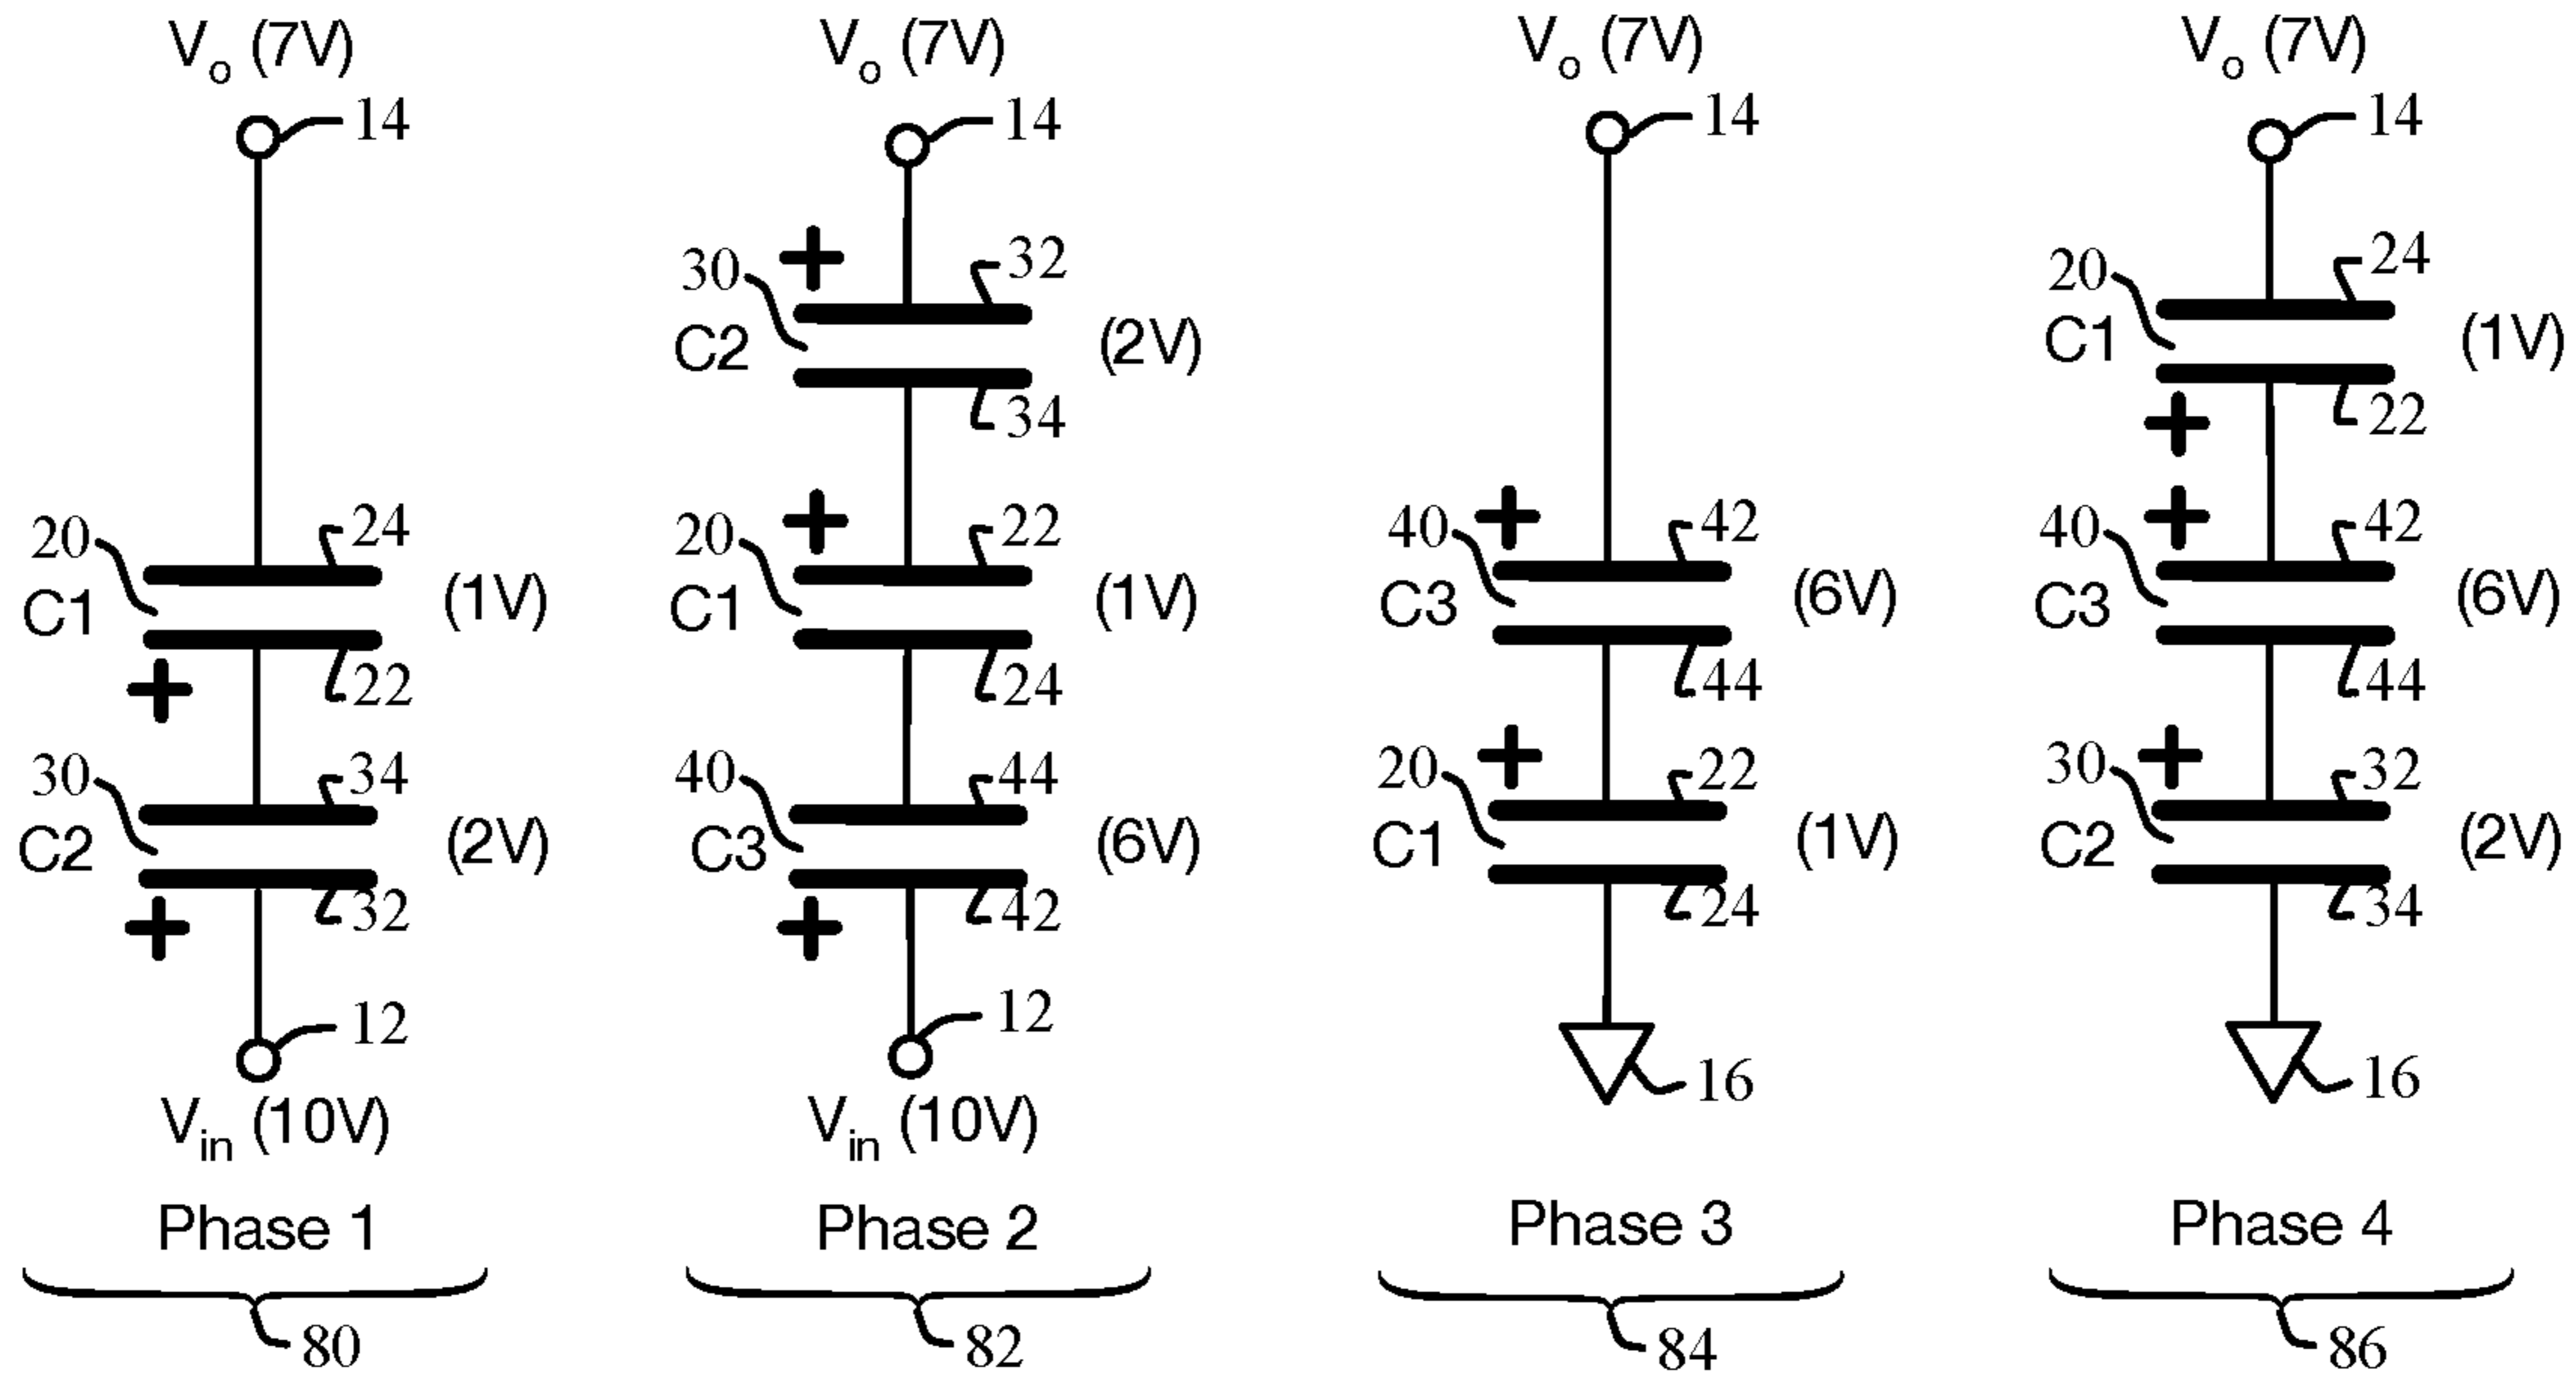 Vo (7V) Vo (7V) Vo (7V) Vo (7V)
14 14 14 14
+ 32 24
30 20
C2 (2V) C1 (1V)
34 22
+
24 + 22 + 42 + 42
20 20 40 40
C1 (1V) C1 (1V) C3 (6V) C3 (6V)
22 24 44 44
+
34 44 + 22 + 32
30 40 20 30
C2 (2V) C3 (6V) C1 (1V) C2 (2V)
32 42 24 34
+ +
12 12 16 16
Vin (10V) Vin (10V)
Phase 1 Phase 2 Phase 3 Phase 4
80 82 84 86